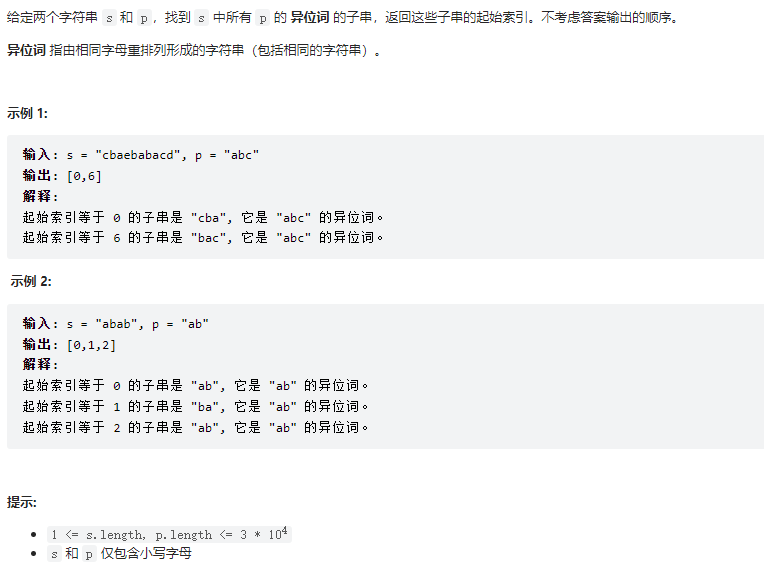 给定两个字符串 s 和 p，找到 s 中所有 p 的 异位词 的子串，返回这些子串的起始索引。不考虑答案输出的顺序。
异位词 指由相同字母重排列形成的字符串（包括相同的字符串）。
示例 1:
输入: s = "cbaebabacd", p = "abc"
输出: [0,6]
解释:
起始索引等于 0 的子串是 "cba", 它是 "abc" 的异位词。
起始索引等于 6 的子串是 "bac", 它是 "abc" 的异位词。
示例 2:
输入: s = "abab", p = "ab"
输出: [0,1,2]
解释:
起始索引等于 0 的子串是 "ab", 它是 "ab" 的异位词。
起始索引等于 1 的子串是 "ba", 它是 "ab" 的异位词。
起始索引等于 2 的子串是 "ab", 它是 "ab" 的异位词。
提示:
• 1 <= s.length, p.length <= 3 * 10⁴
• s 和 p 仅包含小写字母